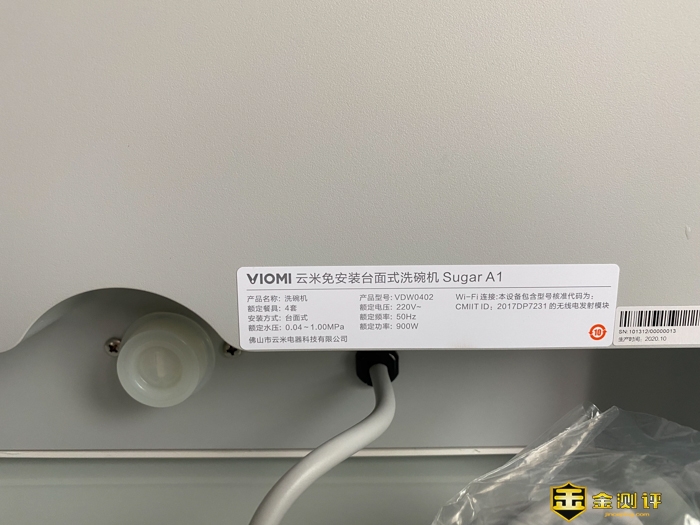 VIOMI 云米免安装台面式洗碗机 Sugar A1
产品名称: 洗碗机
额定餐具: 4套
安装方式: 台面式
额定水压: 0.04~1.00MPa
佛山市云米电器科技有限公司
产品型号: VDW0402
额定电压: 220V~
额定频率: 50Hz
额定功率: 900W
Wi-Fi 连接:本设备包含型号核准代码为:
CMIIT ID: 2017DP7231 的无线电发射模块
10
SN:101312/00000013
生产时间: 2020.10
金测评